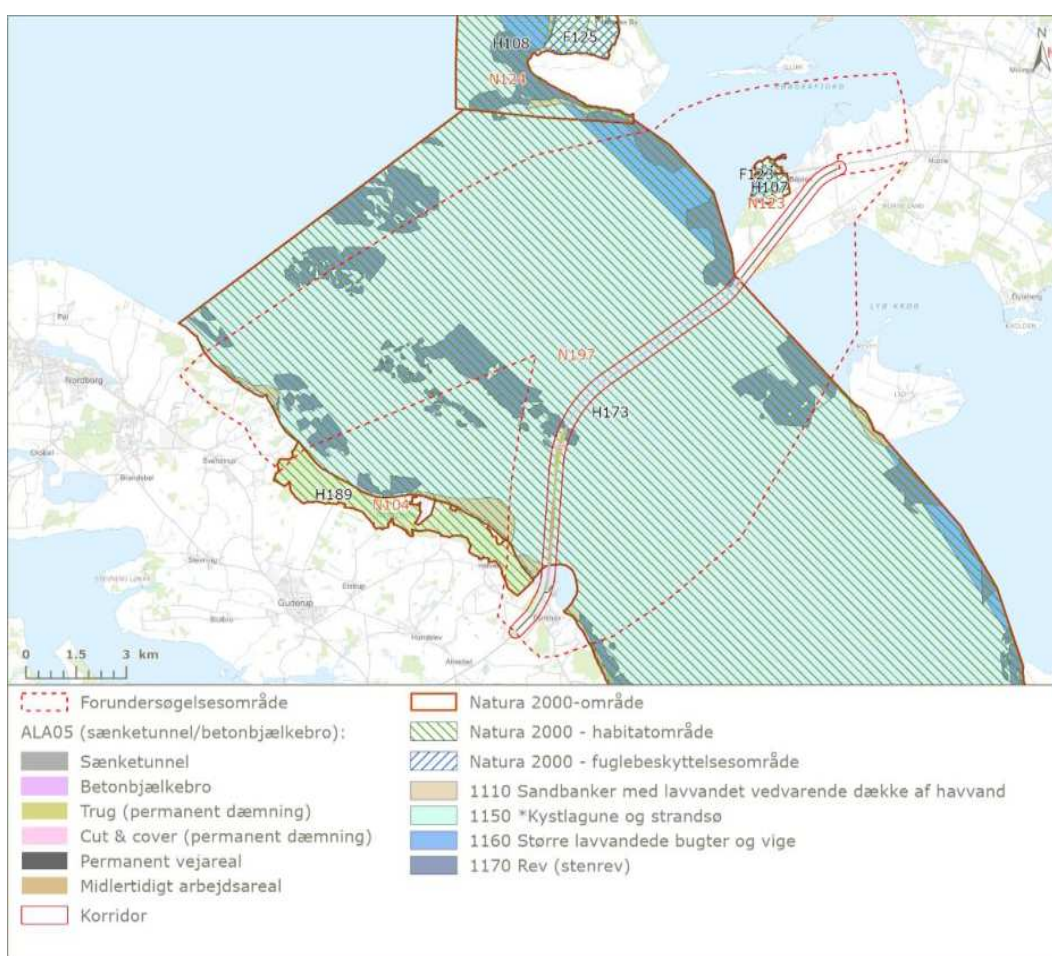 H108
F125
N124
N
F123
H107
N123
N197
H173
Nordborg
H189
N104
Guderup
0 1.5 3 km
Forundersøgelsesområde
ALA05 (sænketunnel/betonbjælkebro):
Sænketunnel
Betonbjælkebro
Trug (permanent dæmning)
Cut & cover (permanent dæmning)
Permanent vejareal
Midlertidigt arbejdsareal
Korridor
Natura 2000-område
Natura 2000 - habitatområde
Natura 2000 - fuglebeskyttelsesområde
1110 Sandbanker med lavvandet vedvarende dække af havvand
1150 *Kystlagune og strandsø
1160 Større lavvandede bugter og vige
1170 Rev (stenrev)